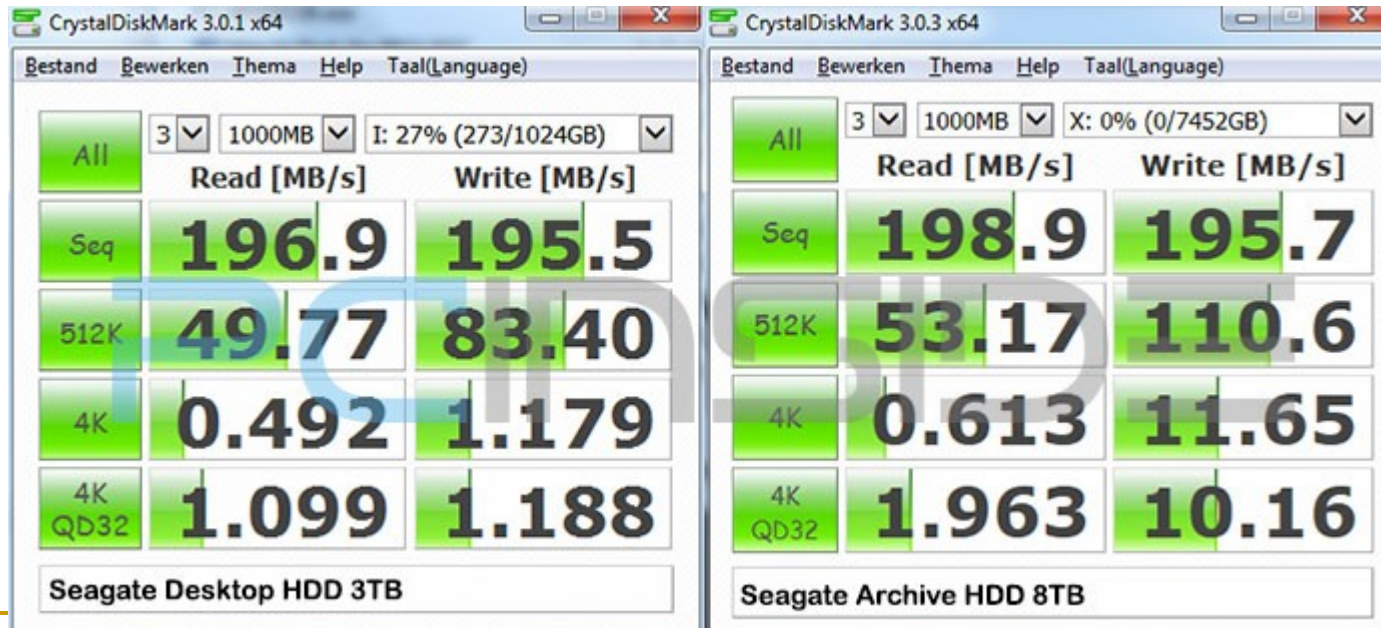 CrystalDiskMark 3.0.1 x64
Bestand Bewerken Thema Help Taal(Language)
All 3 1000MB I: 27% (273/1024GB)
Read [MB/s] Write [MB/s]
Seq 196.9 195.5
512K 49.77 83.40
4K 0.492 1.179
4K QD32 1.099 1.188
Seagate Desktop HDD 3TB
CrystalDiskMark 3.0.3 x64
Bestand Bewerken Thema Help Taal(Language)
All 3 1000MB X: 0% (0/7452GB)
Read [MB/s] Write [MB/s]
Seq 198.9 195.7
512K 53.17 110.6
4K 0.613 11.65
4K QD32 1.963 10.16
Seagate Archive HDD 8TB
PCINSIDE